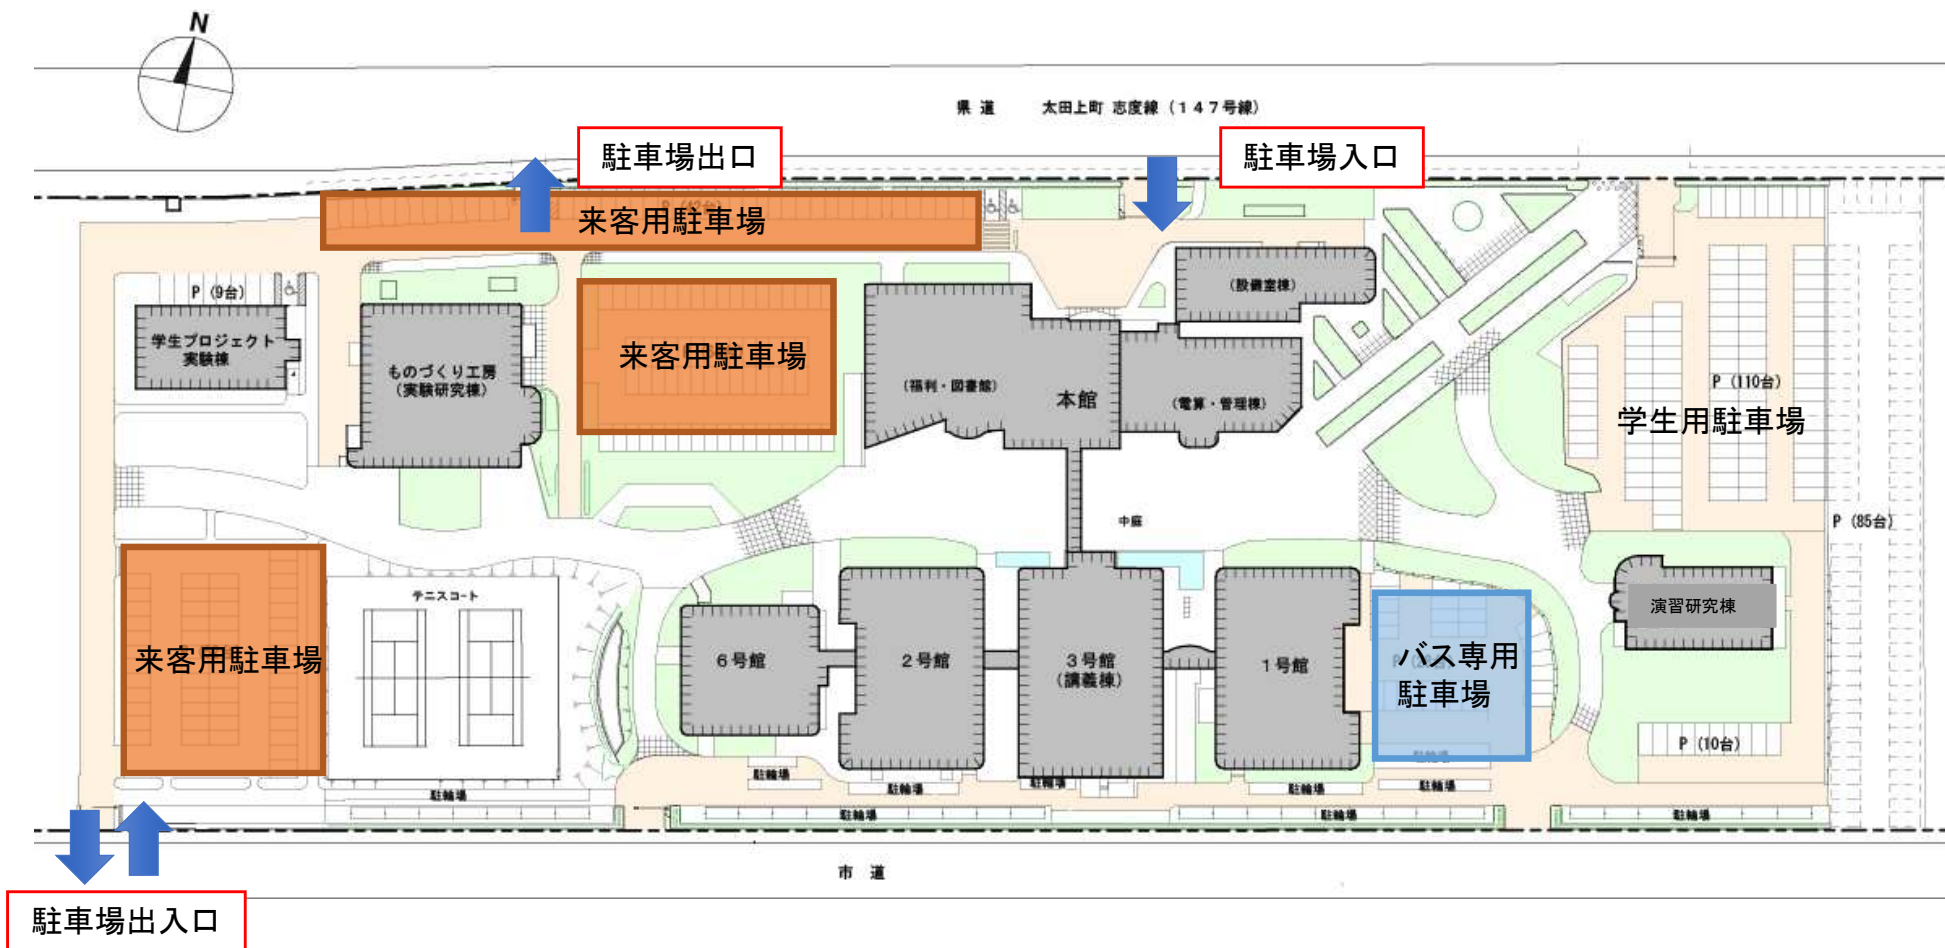 N
県 道 太田上町 志度線（147号線）
駐車場出口
駐車場入口
来客用駐車場
P (9台)
(設備室棟)
学生プロジェクト
実験棟
ものづくり工房
(実験研究棟)
来客用駐車場
(福利・図書館)
本館
(電算・管理棟)
P (110台)
学生用駐車場
中庭
P (85台)
テニスコート
来客用駐車場
6号館
2号館
3号館
(講義棟)
1号館
バス専用
駐車場
演習研究棟
P (10台)
駐輪場
駐輪場
駐輪場
駐輪場
駐輪場
駐輪場
駐輪場
駐輪場
駐輪場
駐輪場
市 道
駐車場出入口